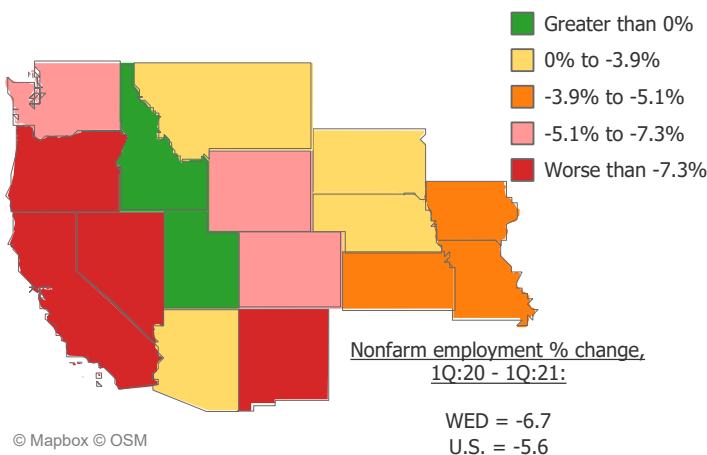 Greater than 0%
0% to -3.9%
-3.9% to -5.1%
-5.1% to -7.3%
Worse than -7.3%
Nonfarm employment % change,
1Q:20 - 1Q:21:
WED = -6.7
U.S. = -5.6
© Mapbox © OSM